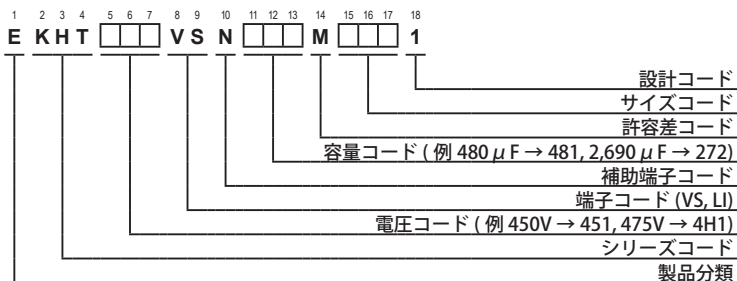 1 2 3 4 5 6 7 8 9 10 11 12 13 14 15 16 17 18
E KHT □□□ VS N □□□ M □□□ 1
設計コード
サイズコード
許容差コード
容量コード ( 例 480 μ F → 481, 2,690 μ F → 272)
補助端子コード
端子コード (VS, LI)
電圧コード ( 例 450V → 451, 475V → 4H1)
シリーズコード
製品分類